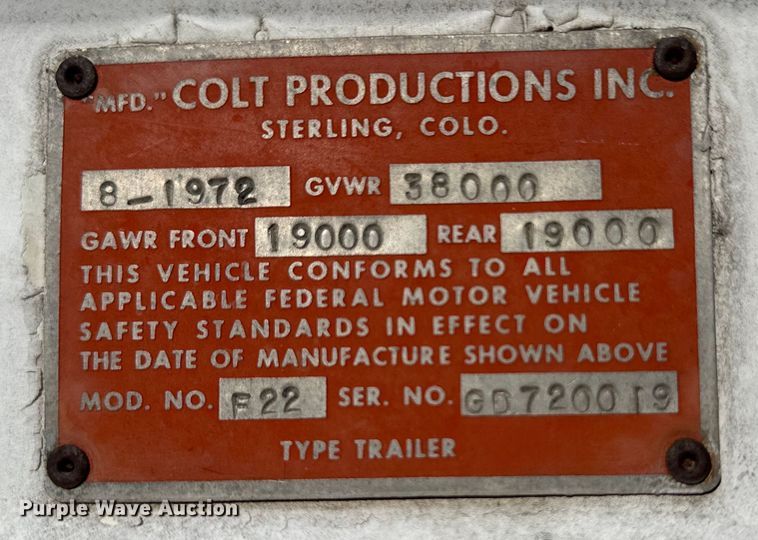 "MFD." COLT PRODUCTIONS INC.
STERLING, COLO.
8-1972 GVWR 38000
GAWR FRONT 19000 REAR 19000
THIS VEHICLE CONFORMS TO ALL
APPLICABLE FEDERAL MOTOR VEHICLE
SAFETY STANDARDS IN EFFECT ON
THE DATE OF MANUFACTURE SHOWN ABOVE
MOD. NO. F22 SER. NO. GD720019
TYPE TRAILER
Purple Wave Auction